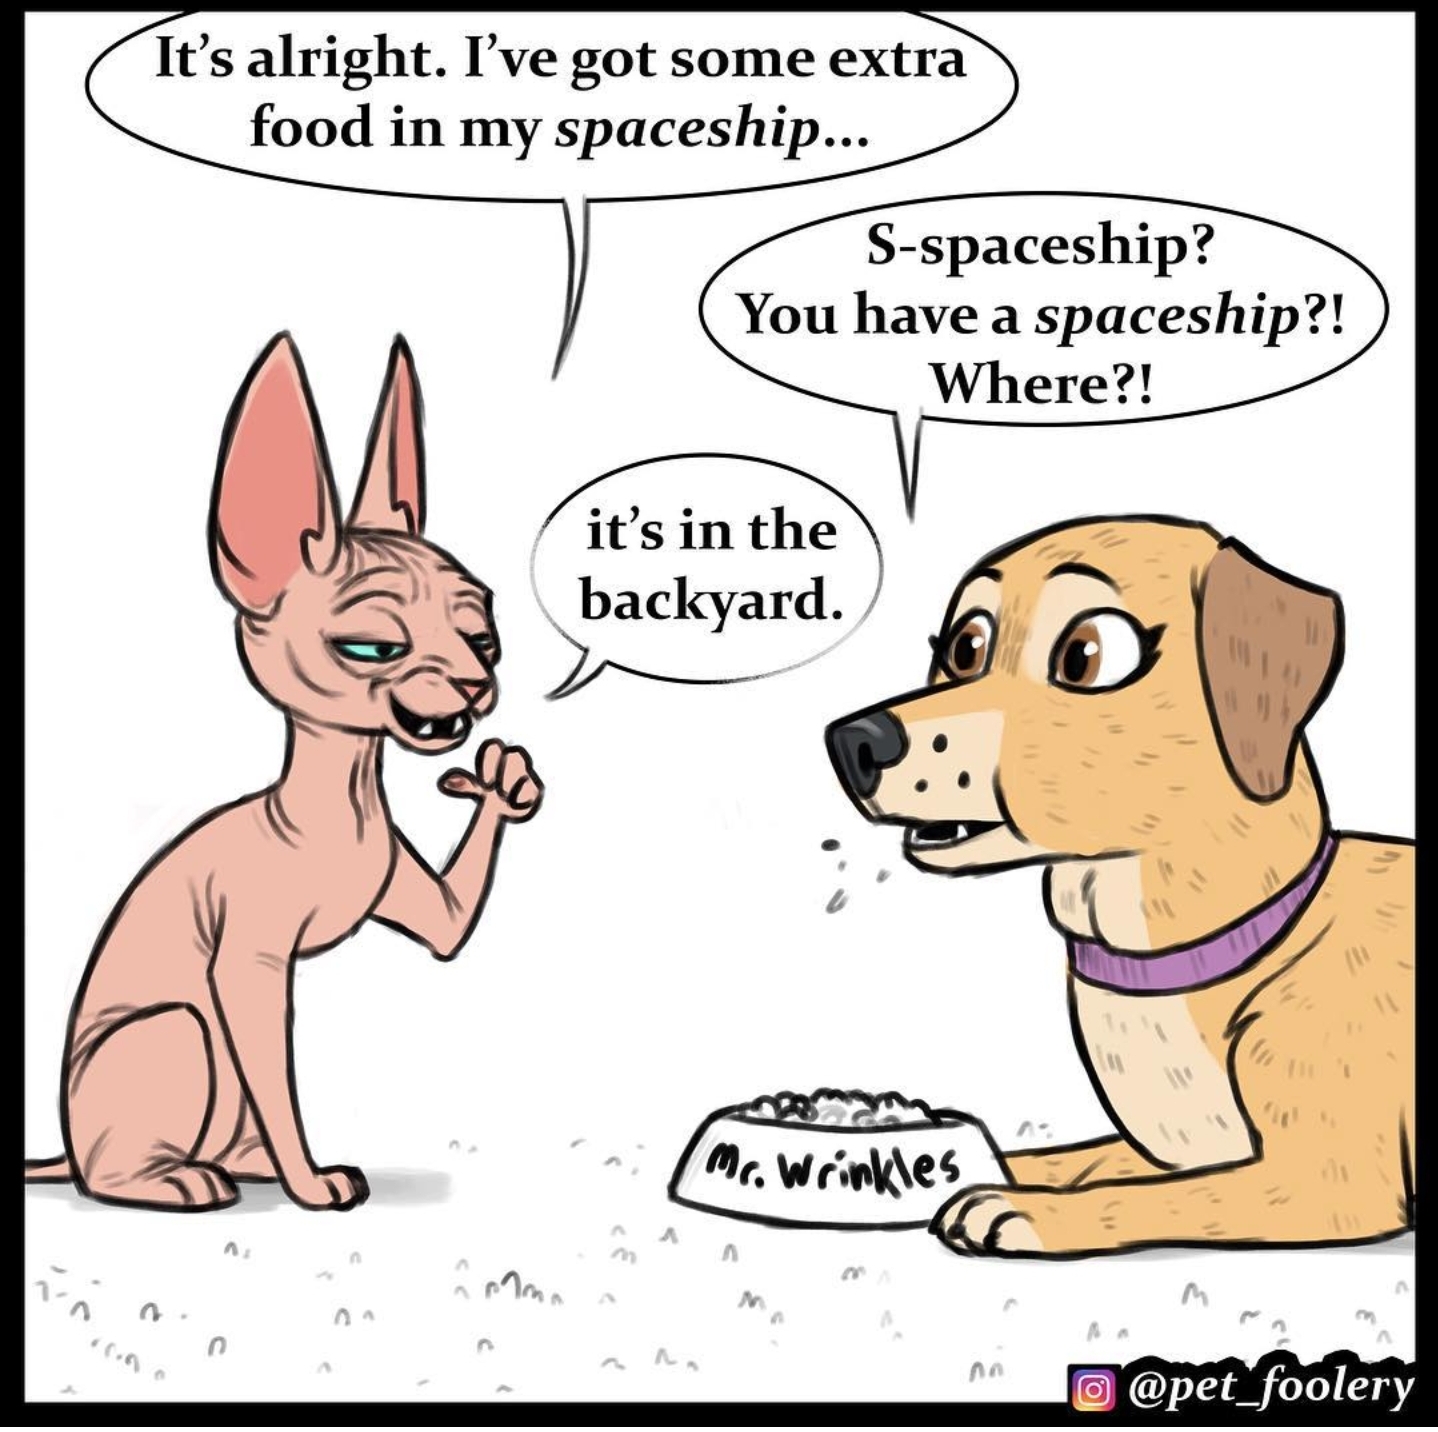 It's alright. I've got some extra
food in my spaceship...
S-spaceship?
You have a spaceship?!
Where?!
it's in the
backyard.
Mr. Wrinkles
@pet_foolery